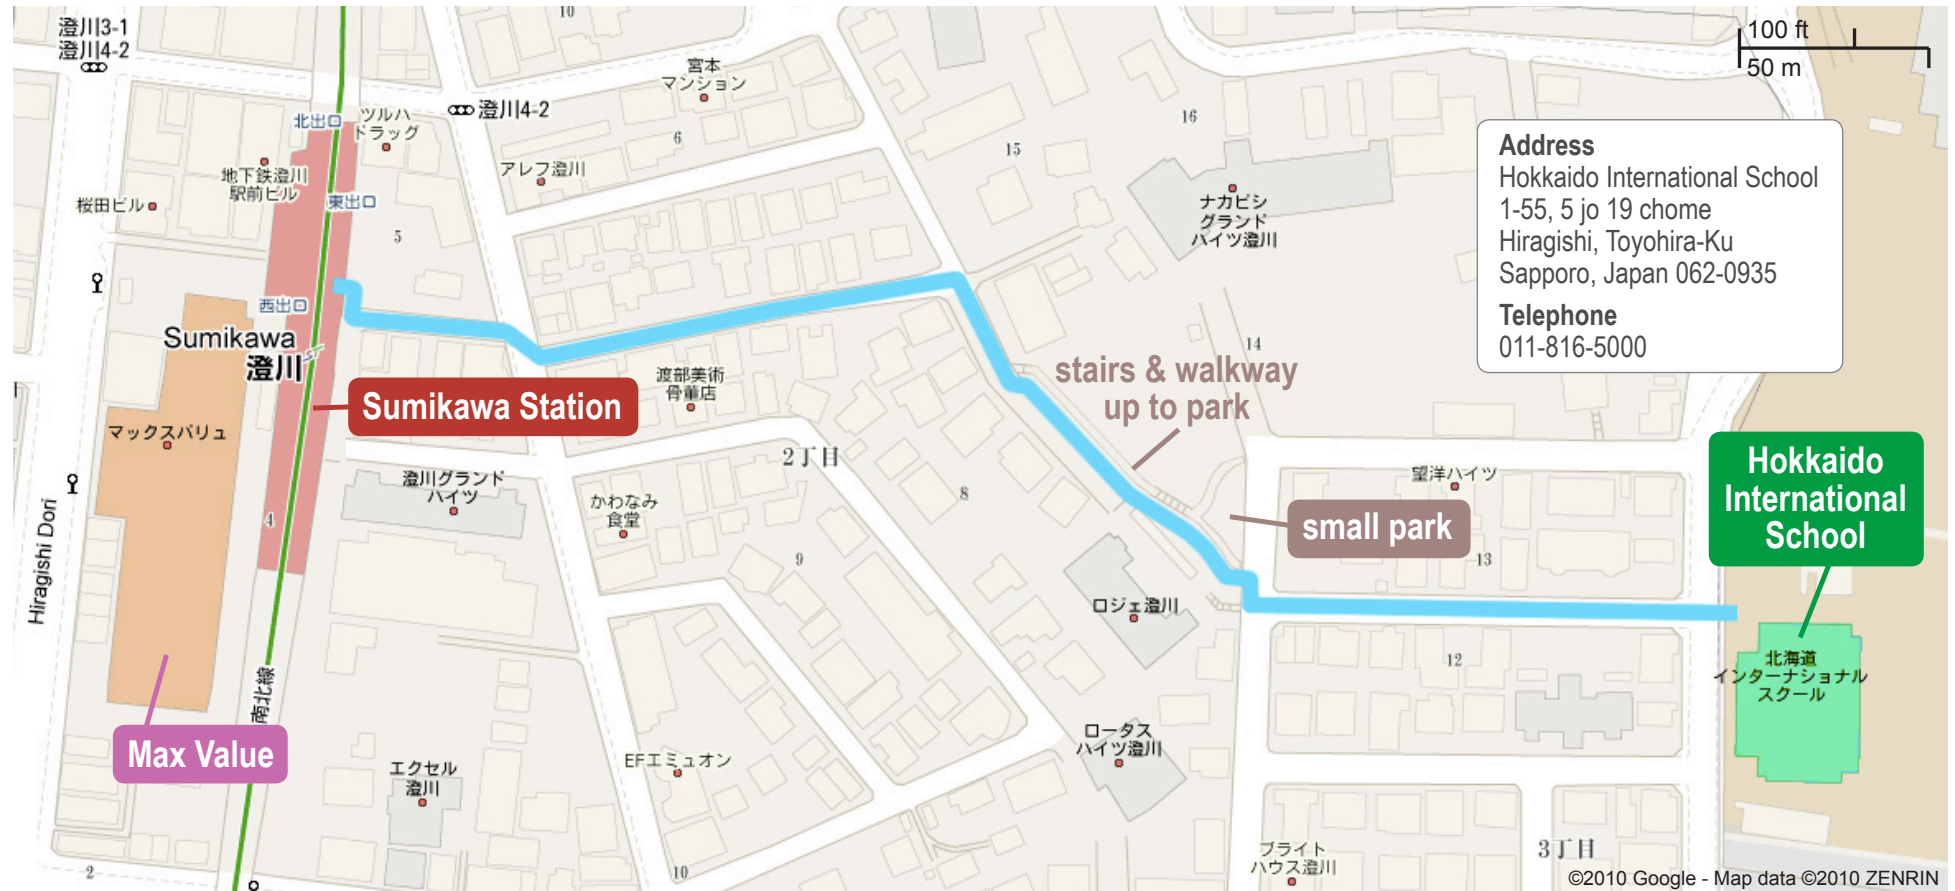 澄川3-1
澄川4-2
10
宮本
マンション
澄川4-2
北出口
ツルハ
ドラッグ
6
アレフ澄川
地下鉄澄川
駅前ビル
桜田ビル
東出口
5
15
16
ナカビシ
グランド
ハイツ澄川
100 ft
50 m
Address
Hokkaido International School
1-55, 5 jo 19 chome
Hiragishi, Toyohira-Ku
Sapporo, Japan 062-0935
Telephone
011-816-5000
西出口
Sumikawa
澄川
Sumikawa Station
渡部美術
骨董店
stairs & walkway
up to park
14
マックスバリュ
澄川グランド
ハイツ
2丁目
かわなみ
食堂
8
望洋ハイツ
Hokkaido
International
School
small park
4
13
9
Hiragishi Dori
ロジェ澄川
12
北海道
インターナショナル
スクール
南北線
Max Value
エクセル
澄川
EFエミュオン
ロータス
ハイツ澄川
ブライト
ハウス澄川
3丁目
2
10
©2010 Google - Map data ©2010 ZENRIN